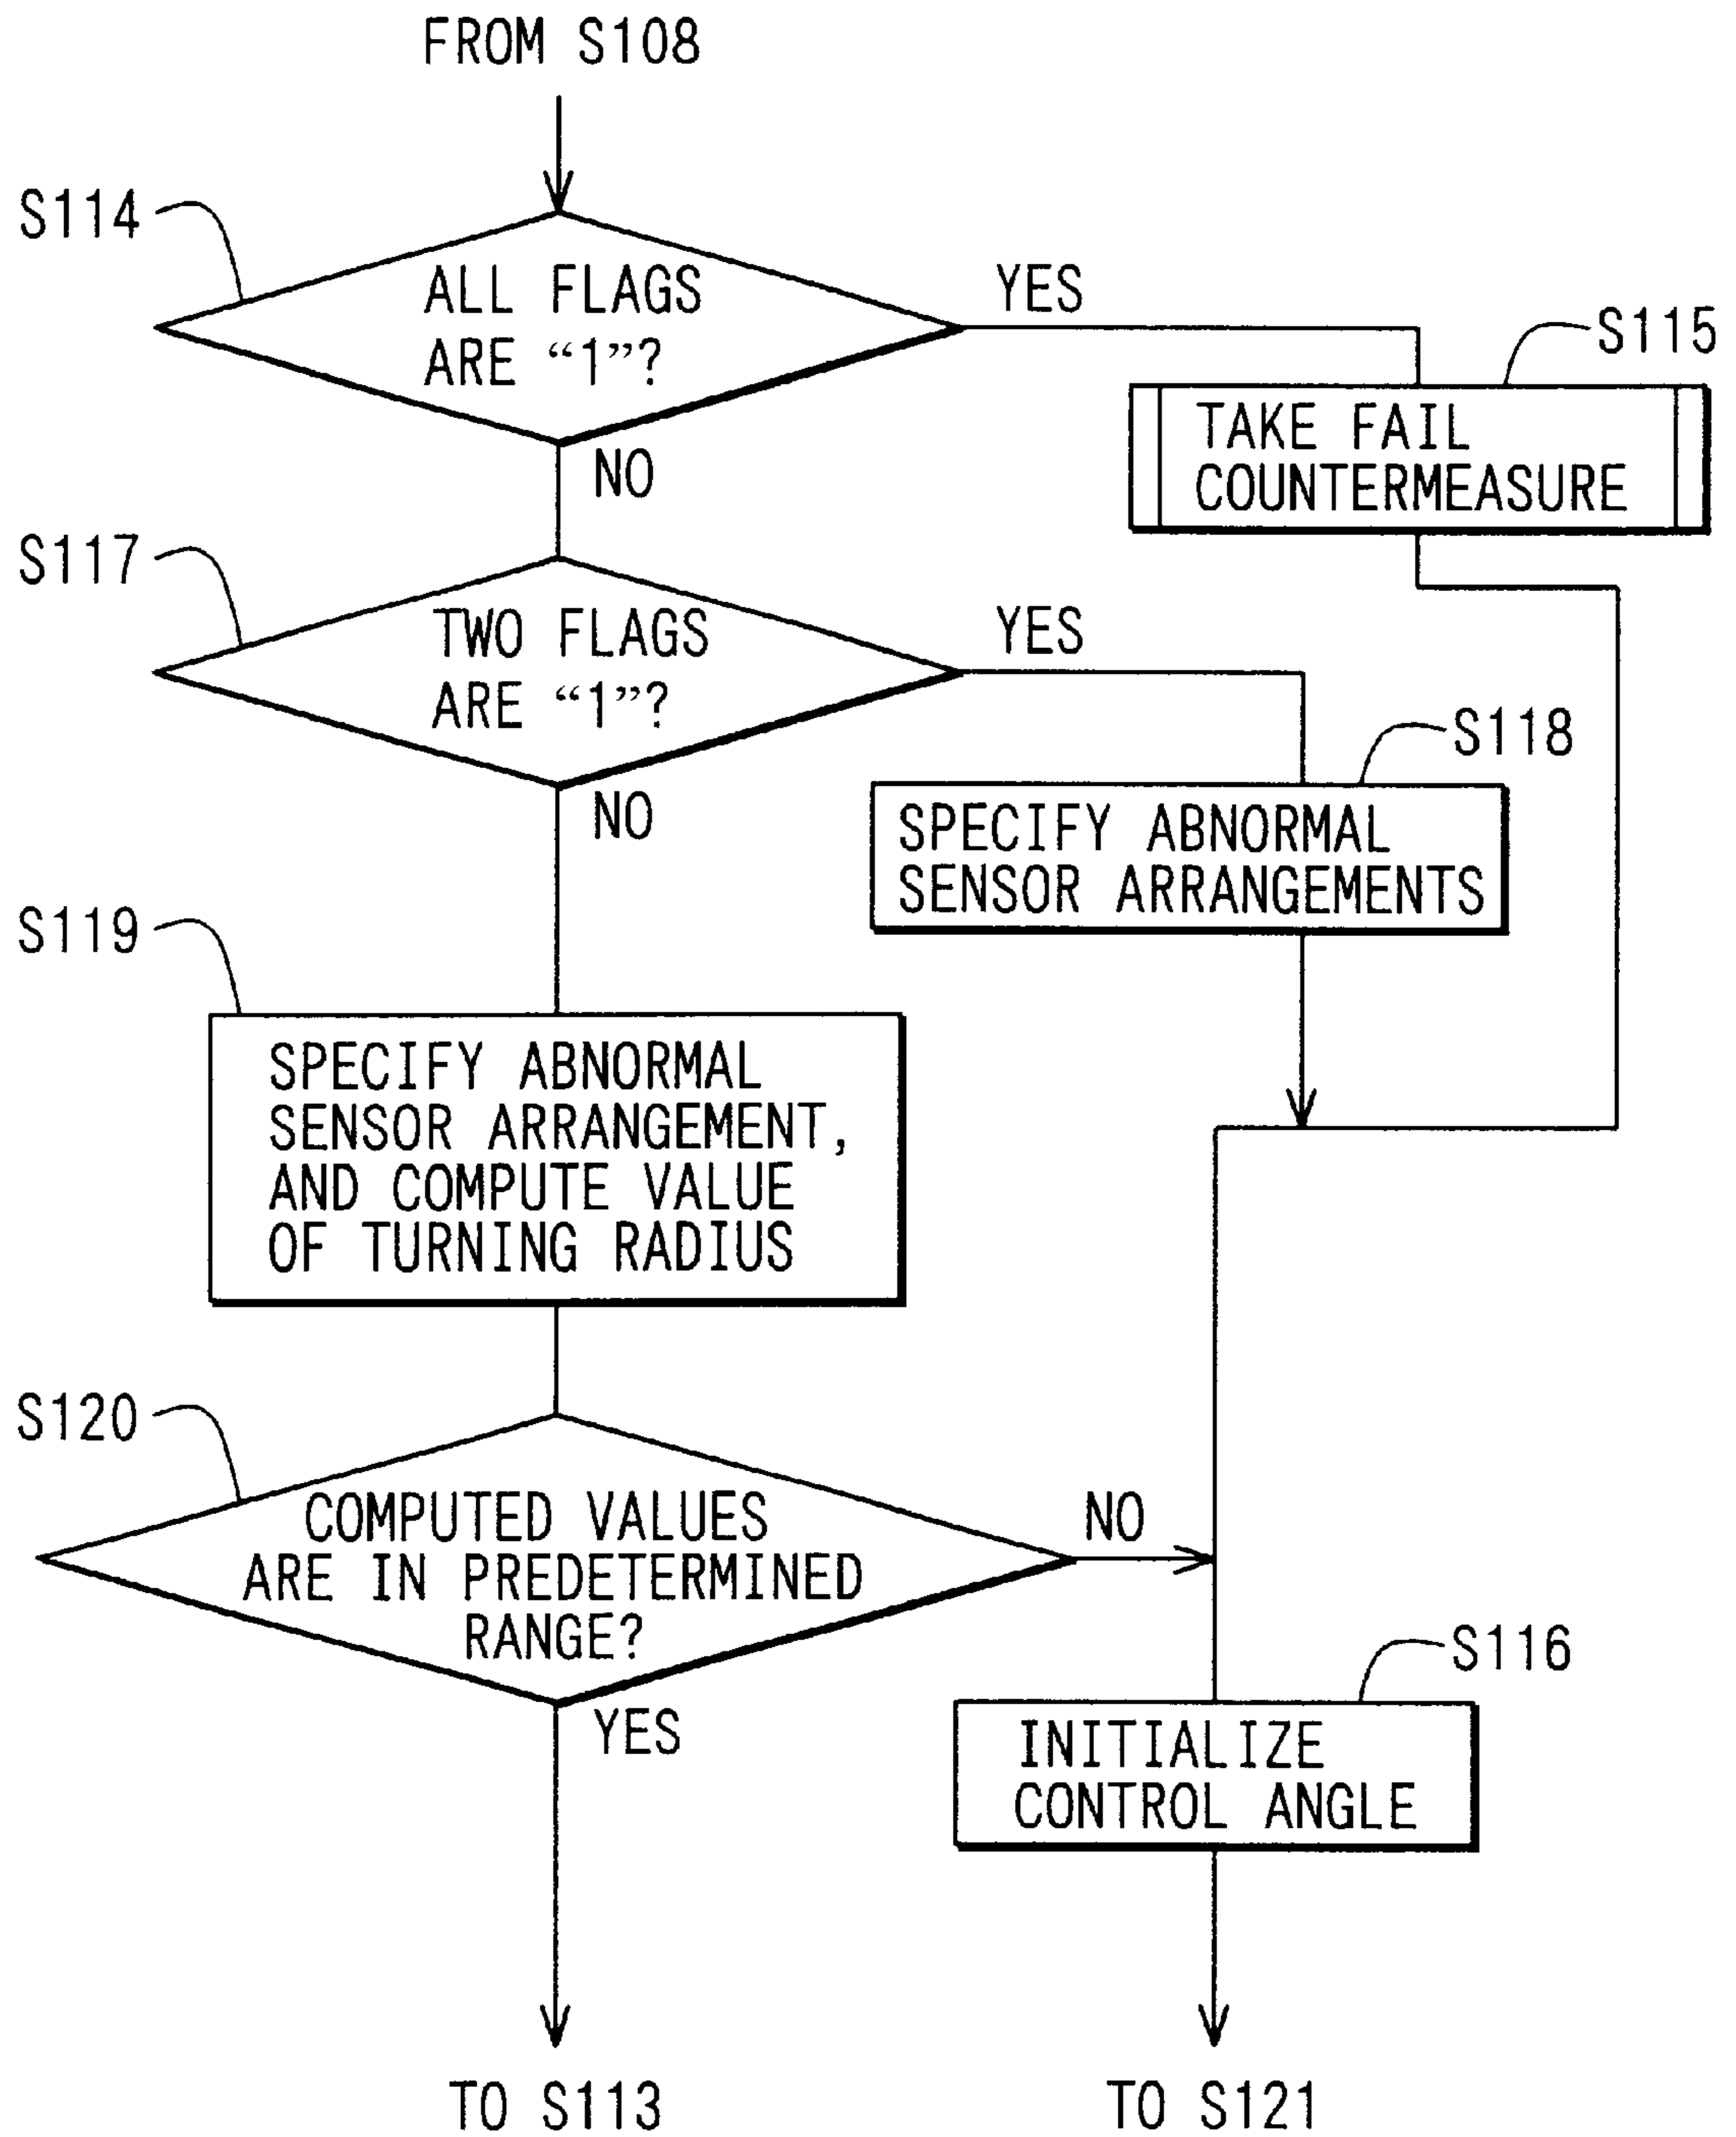 FROM S108
S114
ALL FLAGS
ARE “1”?
YES
NO
S115
TAKE FAIL
COUNTERMEASURE
S117
TWO FLAGS
ARE “1”?
YES
NO
S118
SPECIFY ABNORMAL
SENSOR ARRANGEMENTS
S119
SPECIFY ABNORMAL
SENSOR ARRANGEMENT,
AND COMPUTE VALUE
OF TURNING RADIUS
S120
COMPUTED VALUES
ARE IN PREDETERMINED
RANGE?
NO
YES
S116
INITIALIZE
CONTROL ANGLE
TO S113
TO S121